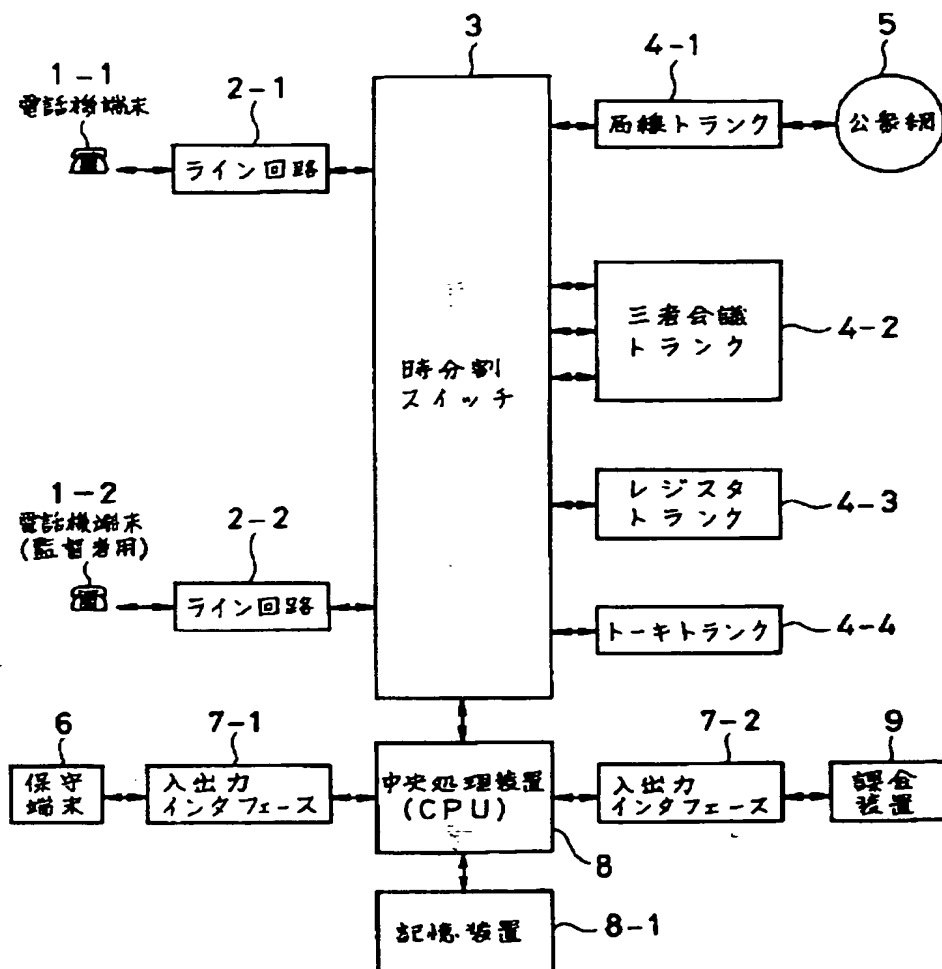 3
4-1
5
1-1
電話機端末
2-1
ライン回路
局線トランク
公衆網
三者会議
トランク
4-2
時分割
スイッチ
レジスタ
トランク
4-3
1-2
電話機端末
(監督者用)
2-2
ライン回路
トーキトランク
4-4
6
7-1
7-2
9
保守
端末
入出力
インタフェース
中央処理装置
(CPU)
入出力
インタフェース
課金
装置
8
記憶装置
8-1